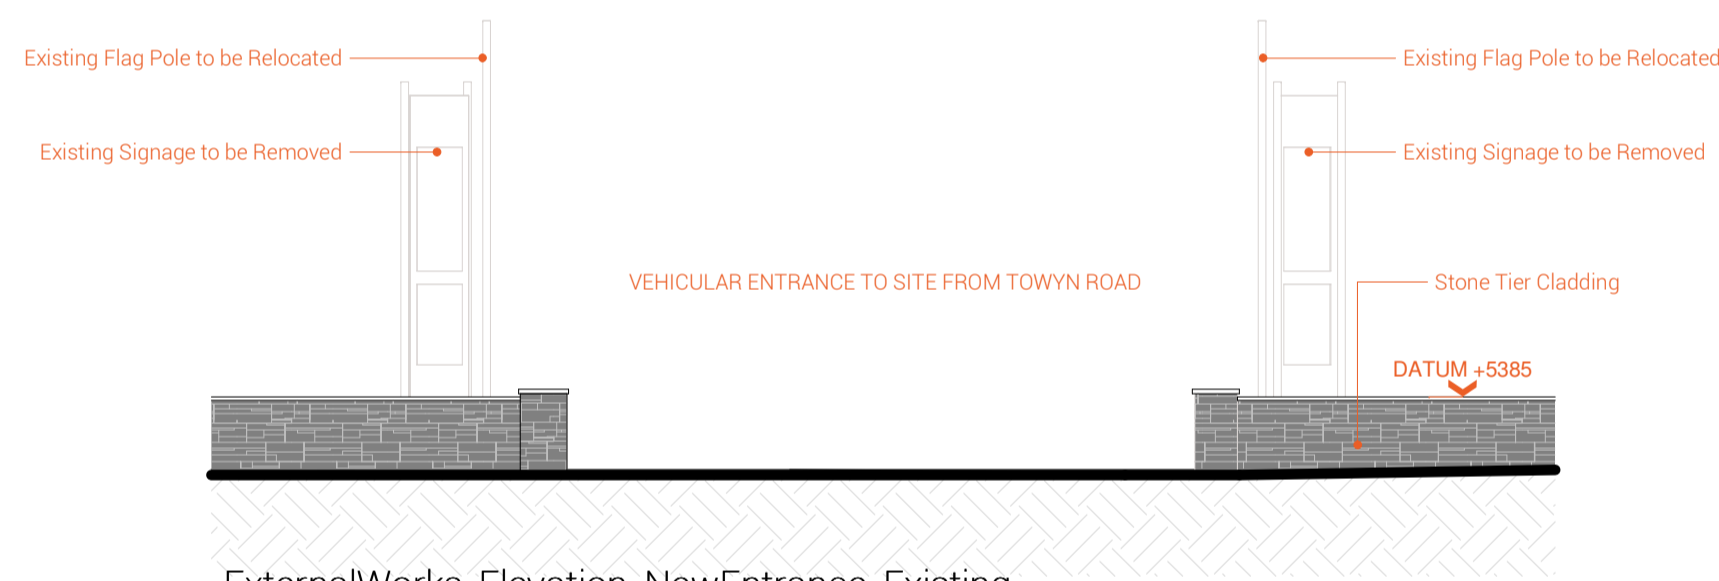 Existing Flag Pole to be Relocated
Existing Flag Pole to be Relocated
Existing Signage to be Removed
Existing Signage to be Removed
VEHICULAR ENTRANCE TO SITE FROM TOWYN ROAD
Stone Tier Cladding
DATUM +5385
ExternalWorks_Elevation_NewEntrance_Existing